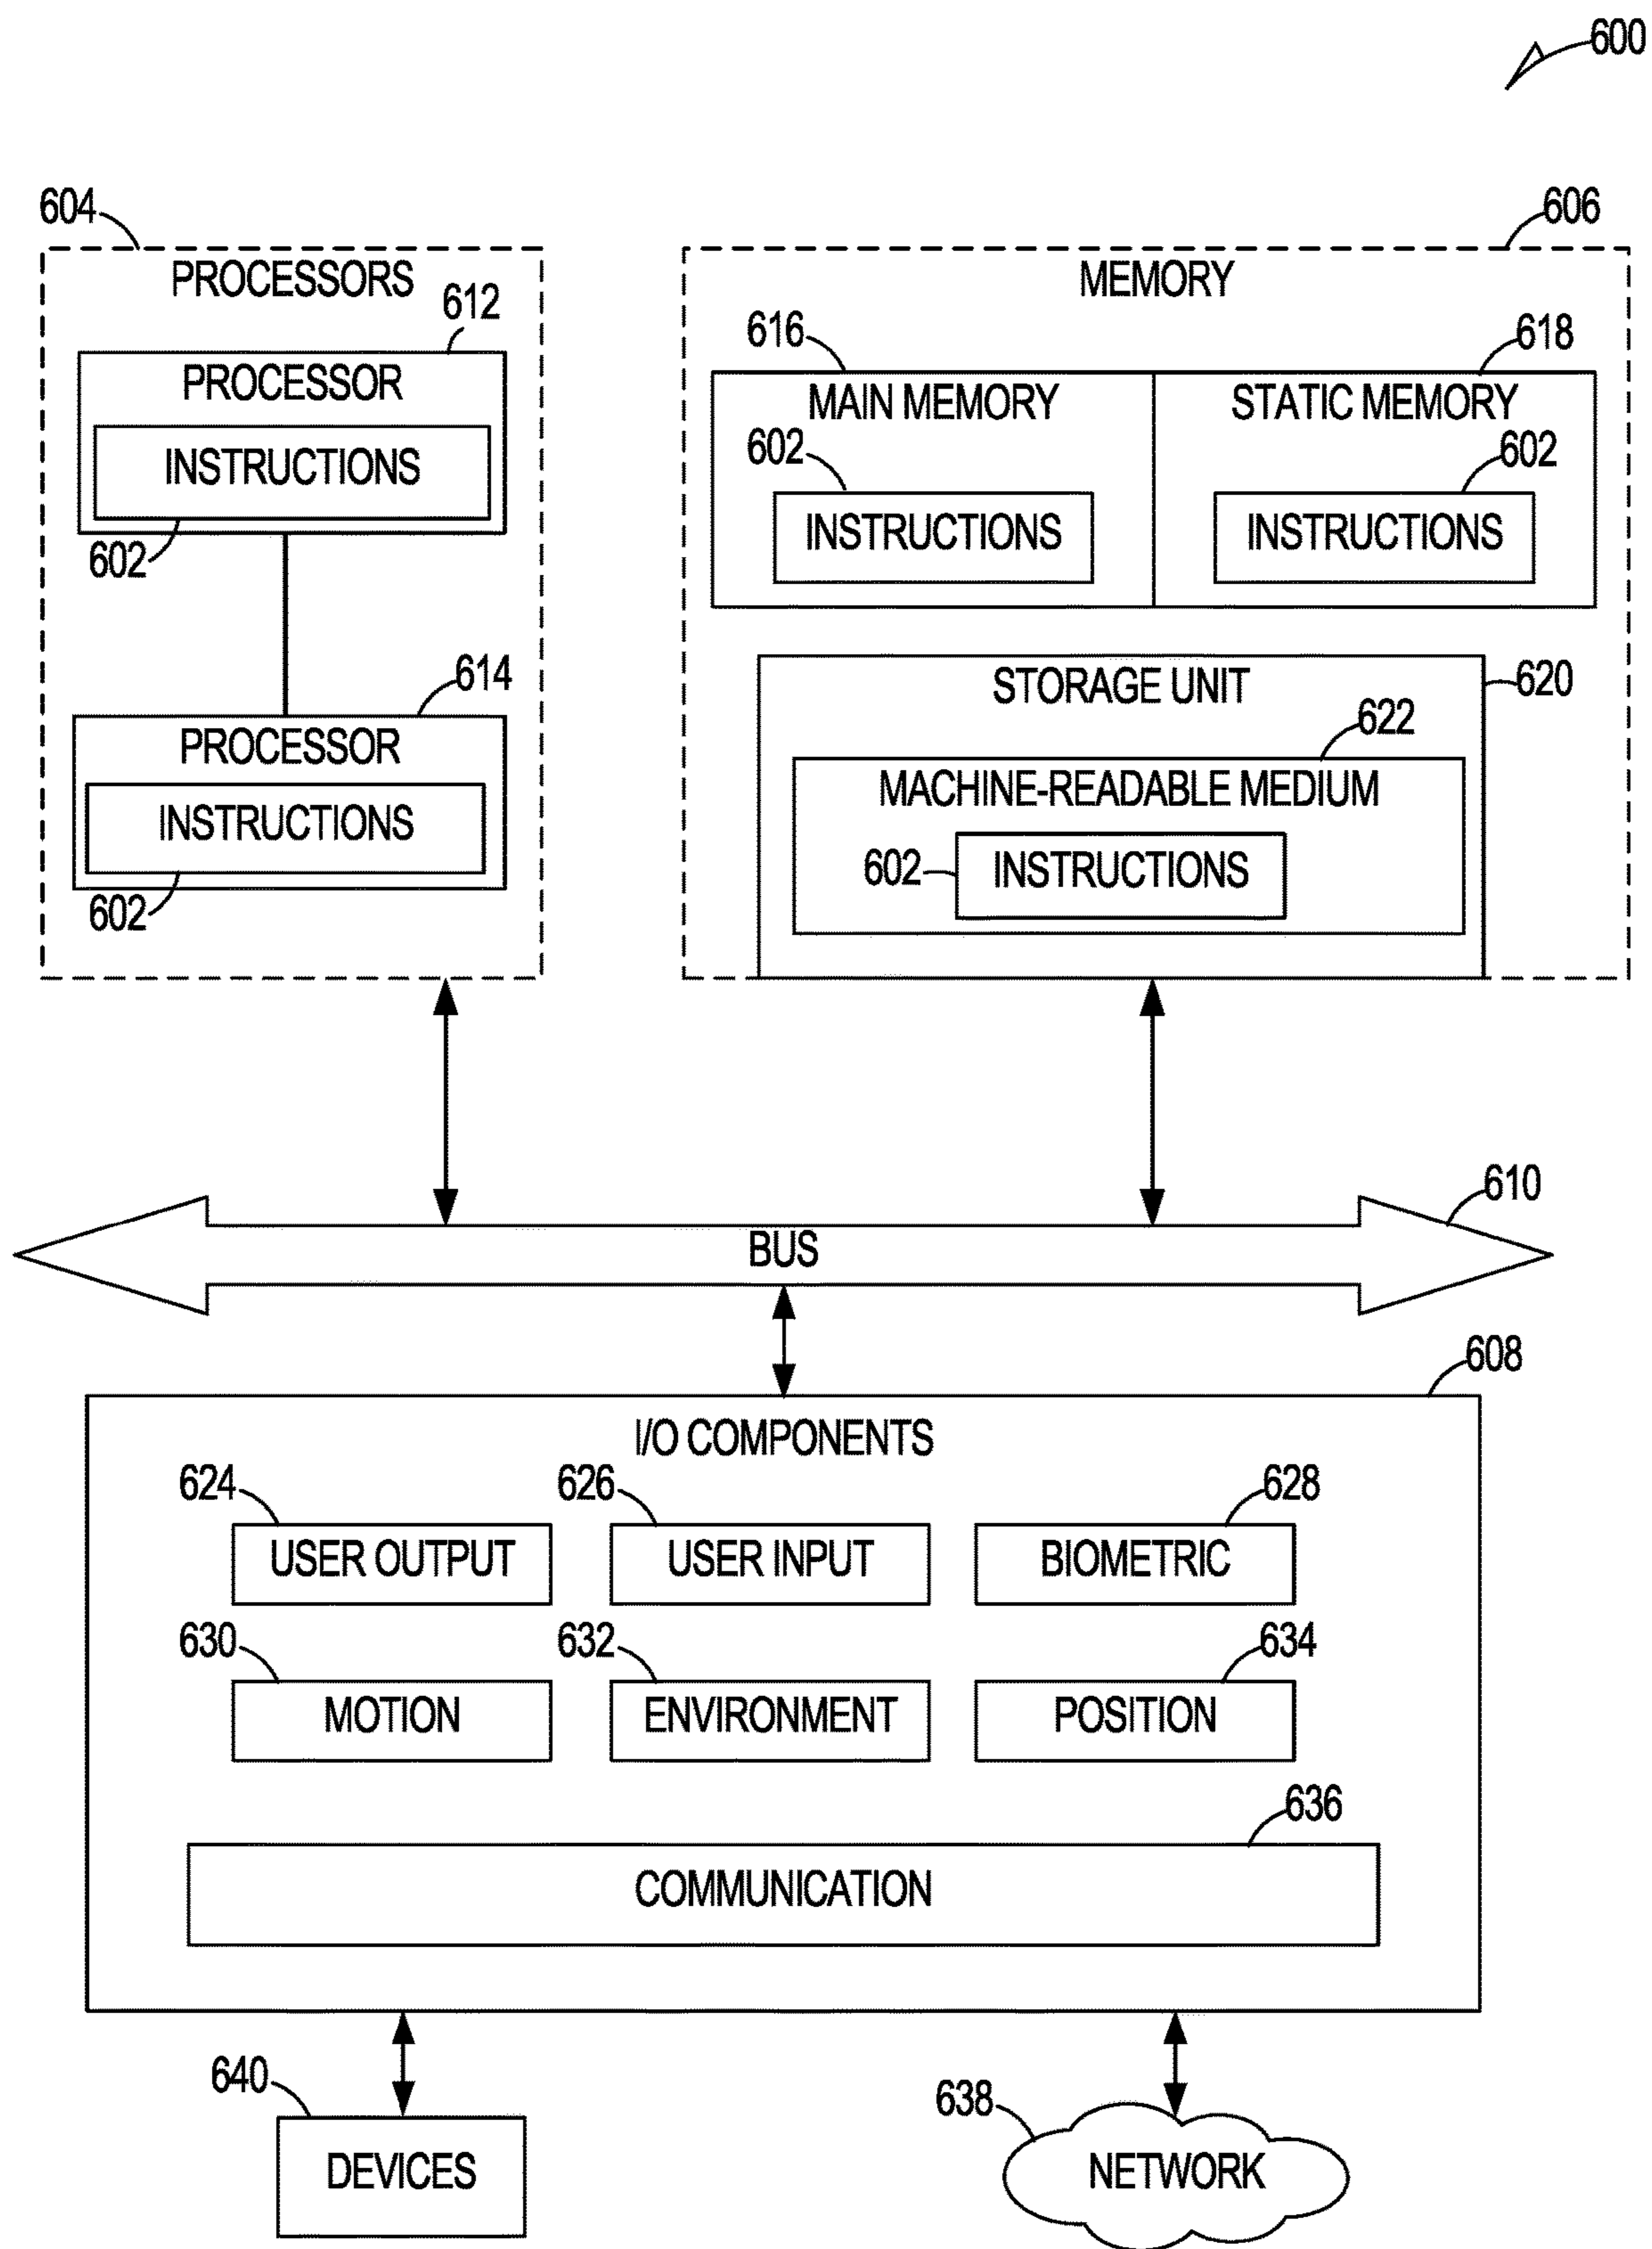 600
604
606
PROCESSORS
MEMORY
612
616
618
PROCESSOR
MAIN MEMORY
STATIC MEMORY
INSTRUCTIONS
602
602
602
INSTRUCTIONS
INSTRUCTIONS
614
STORAGE UNIT
620
PROCESSOR
622
INSTRUCTIONS
MACHINE-READABLE MEDIUM
602
602
INSTRUCTIONS
610
BUS
608
I/O COMPONENTS
624
626
628
USER OUTPUT
USER INPUT
BIOMETRIC
630
632
634
MOTION
ENVIRONMENT
POSITION
636
COMMUNICATION
640
638
DEVICES
NETWORK